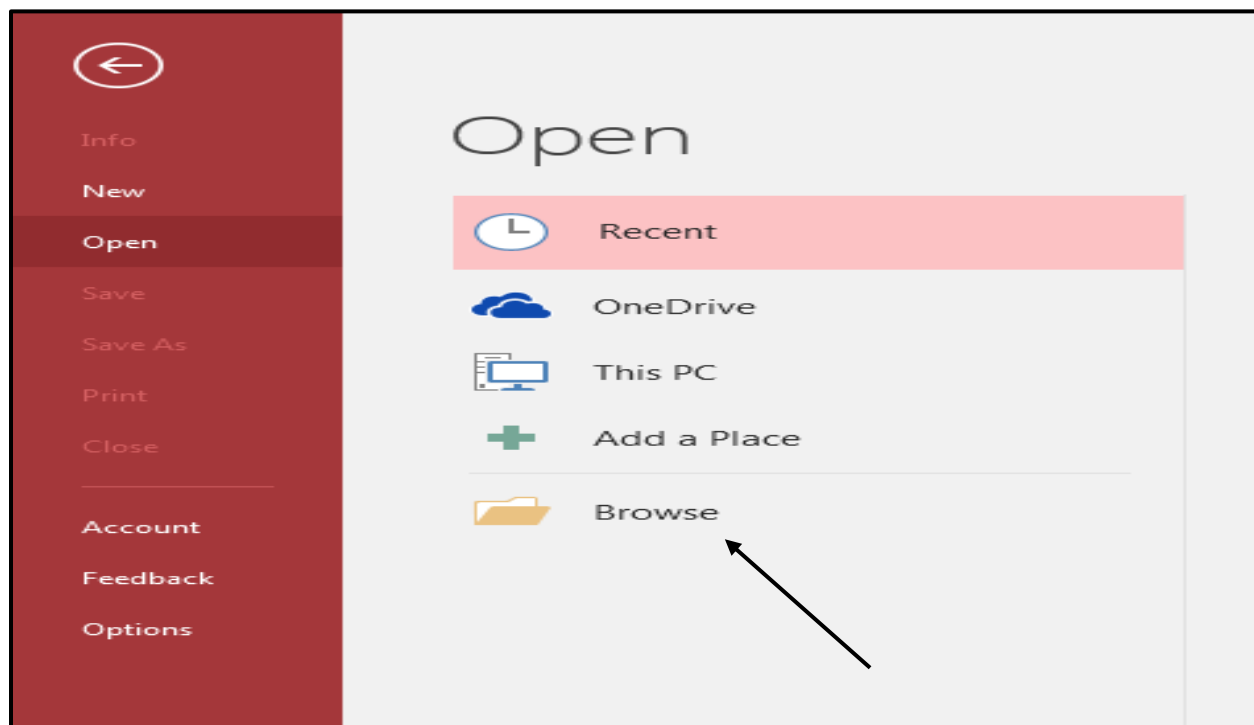 Info
New
Open
Save
Save As
Print
Close
Account
Feedback
Options
Open
Recent
OneDrive
This PC
Add a Place
Browse